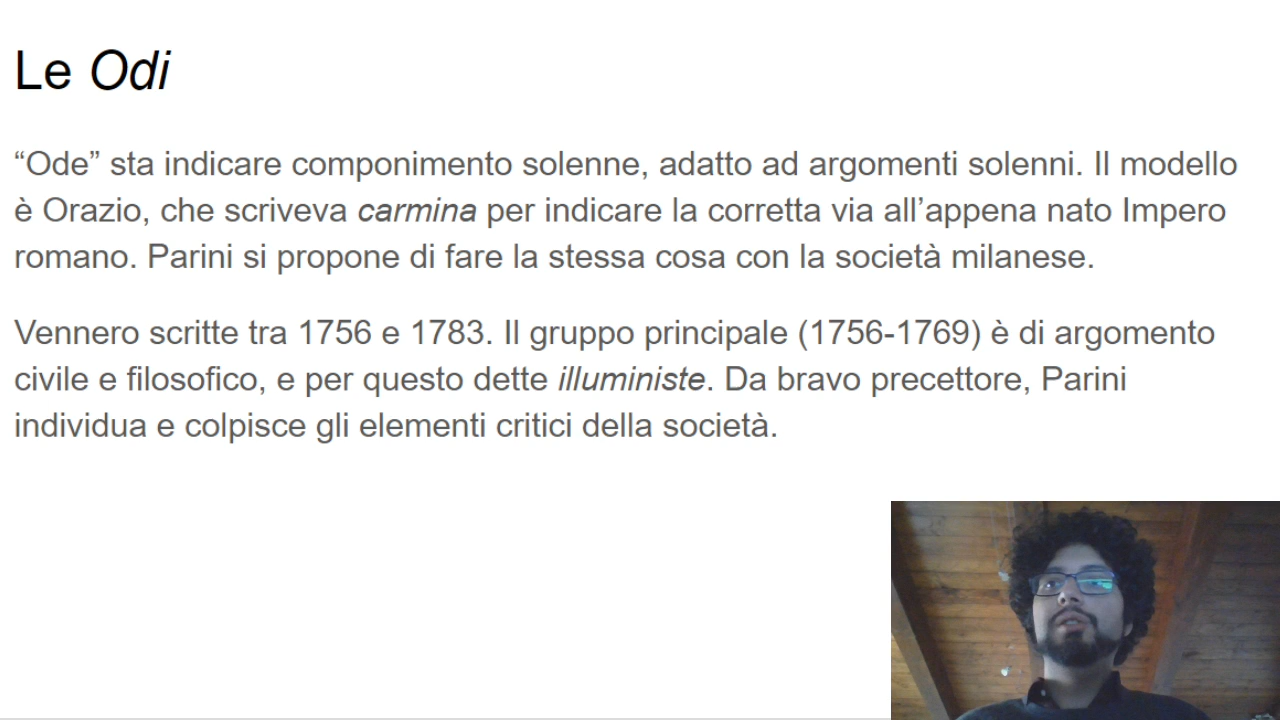 Le Odi
“Ode” sta indicare componimento solenne, adatto ad argomenti solenni. Il modello
è Orazio, che scriveva carmina per indicare la corretta via all’appena nato Impero
romano. Parini si propone di fare la stessa cosa con la società milanese.
Vennero scritte tra 1756 e 1783. Il gruppo principale (1756-1769) è di argomento
civile e filosofico, e per questo dette illuministe. Da bravo precettore, Parini
individua e colpisce gli elementi critici della società.